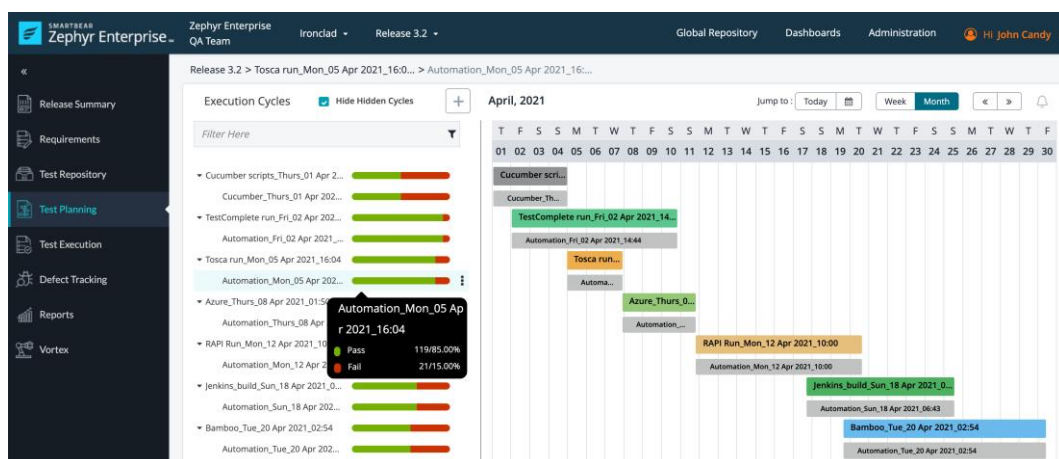 SMARTBEAR
Zephyr Enterprise
Zephyr Enterprise
QA Team
Ironclad
Release 3.2
Global Repository
Dashboards
Administration
Hi John Candy
«
Release Summary
Requirements
Test Repository
Test Planning
Test Execution
Defect Tracking
Reports
Vortex
Release 3.2 > Tosca run_Mon_05 Apr 2021_16:0... > Automation_Mon_05 Apr 2021_16:...
Execution Cycles
Hide Hidden Cycles
+
Filter Here
Cucumber scripts_Thurs_01 Apr 2...
Cucumber_Thurs_01 Apr 202...
TestComplete run_Fri_02 Apr 202...
Automation_Fri_02 Apr 2021_...
Tosca run_Mon_05 Apr 2021_16:04
Automation_Mon_05 Apr 202...
Azure_Thurs_08 Apr 2021_01:50
Automation_Thurs_08 Apr
RAPI Run_Mon_12 Apr 2021_10
Automation_Mon_12 Apr 2
Jenkins_build_Sun_18 Apr 2021_0...
Automation_Sun_18 Apr 202...
Bamboo_Tue_20 Apr 2021_02:54
Automation_Tue_20 Apr 202...
Automation_Mon_05 Ap
r 2021_16:04
Pass 119/85.00%
Fail 21/15.00%
April, 2021
Jump to : Today
Week Month
« »
T F S S M T W T F S S M T W T F S S M T W T F S S M T W T F
01 02 03 04 05 06 07 08 09 10 11 12 13 14 15 16 17 18 19 20 21 22 23 24 25 26 27 28 29 30
Cucumber scri...
Cucumber_Th...
TestComplete run_Fri_02 Apr 2021_14...
Automation_Fri_02 Apr 2021_14:44
Tosca run...
Automa...
Azure_Thurs_0...
Automation_...
RAPI Run_Mon_12 Apr 2021_10:00
Automation_Mon_12 Apr 2021_10:00
Jenkins_build_Sun_18 Apr 2021_0...
Automation_Sun_18 Apr 2021_06:43
Bamboo_Tue_20 Apr 2021_02:54
Automation_Tue_20 Apr 2021_02:54